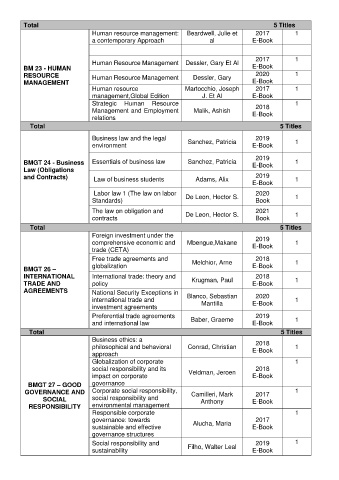 Total 5 Titles
Human resource management: Beardwell, Julie et 2017 1
a contemporary Approach al E-Book
Human Resource Management Dessler, Gary Et Al 2017 1
E-Book
BM 23 - HUMAN
RESOURCE
MANAGEMENT
Human Resource Management Dessler, Gary 2020 1
E-Book
Human resource Martocchio, Joseph 2017 1
management,Global Edition J. Et Al E-Book
Strategic Human Resource 1
Management and Employment Malik, Ashish 2018
relations E-Book
Total 5 Titles
Business law and the legal Sanchez, Patricia 2019 1
environment E-Book
BMGT 24 - Business
Law (Obligations
and Contracts)
Essentials of business law Sanchez, Patricia 2019 1
E-Book
Law of business students Adams, Alix 2019 1
E-Book
Labor law 1 (The law on labor De Leon, Hector S. 2020 1
Standards) Book
The law on obligation and De Leon, Hector S. 2021 1
contracts Book
Total 5 Titles
Foreign investment under the
comprehensive economic and Mbengue,Makane 2019 1
trade (CETA) E-Book
BMGT 26 –
INTERNATIONAL
TRADE AND
AGREEMENTS
Free trade agreements and Melchior, Arne 2018 1
globalization E-Book
International trade: theory and Krugman, Paul 2018 1
policy E-Book
National Security Exceptions in Blanco, Sebastian 2020 1
international trade and Mantilla E-Book
investment agreements
Preferential trade agreements Baber, Graeme 2019 1
and international law E-Book
Total 5 Titles
Business ethics: a
philosophical and behavioral Conrad, Christian 2018 1
approach E-Book
BMGT 27 – GOOD
GOVERNANCE AND
SOCIAL
RESPONSIBILITY
Globalization of corporate 1
social responsibility and its Veldman, Jeroen 2018
impact on corporate E-Book
governance
Corporate social responsibility, Camilleri, Mark 2017 1
social responsibility and Anthony E-Book
environmental management
Responsible corporate 1
governance: towards Alucha, Maria 2017
sustainable and effective E-Book
governance structures
Social responsibility and Filho, Walter Leal 2019 1
sustainability E-Book